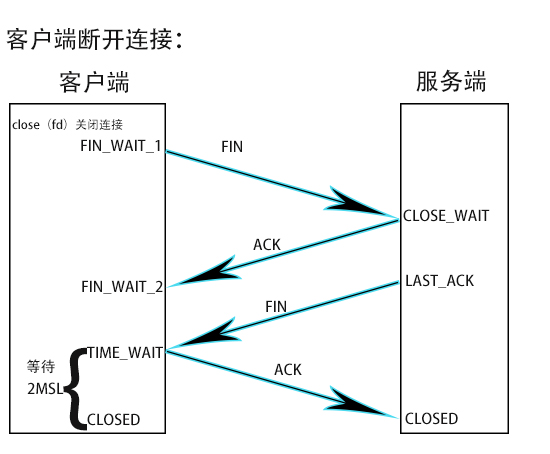 客户端断开连接：
客户端
服务端
close（fd）关闭连接
FIN_WAIT_1
FIN
CLOSE_WAIT
ACK
FIN_WAIT_2
LAST_ACK
FIN
TIME_WAIT
等待
2MSL
ACK
CLOSED
CLOSED